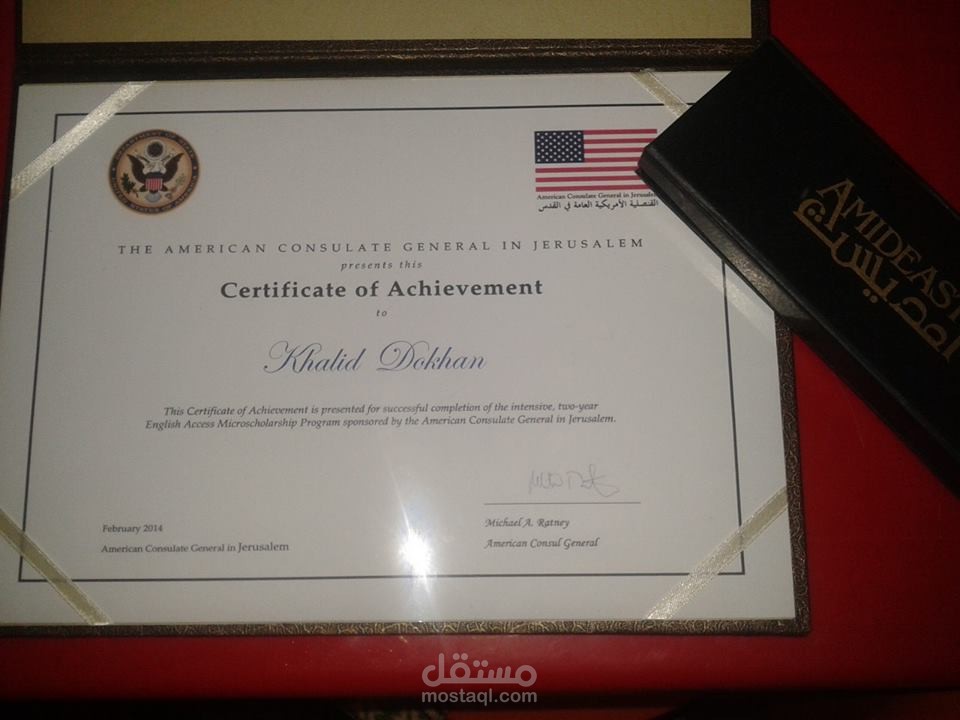 American Consulate General in Jerusalem
القنصلية الأمريكية العامة في القدس
THE AMERICAN CONSULATE GENERAL IN JERUSALEM
presents this
Certificate of Achievement
to
Khalid Dokhan
This Certificate of Achievement is presented for successful completion of the intensive, two-year
English Access Microscholarship Program sponsored by the American Consulate General in Jerusalem.
February 2014
American Consulate General in Jerusalem
Michael A. Ratney
American Consul General
AMIDEAST
أمديست
مستقل
mostaql.com